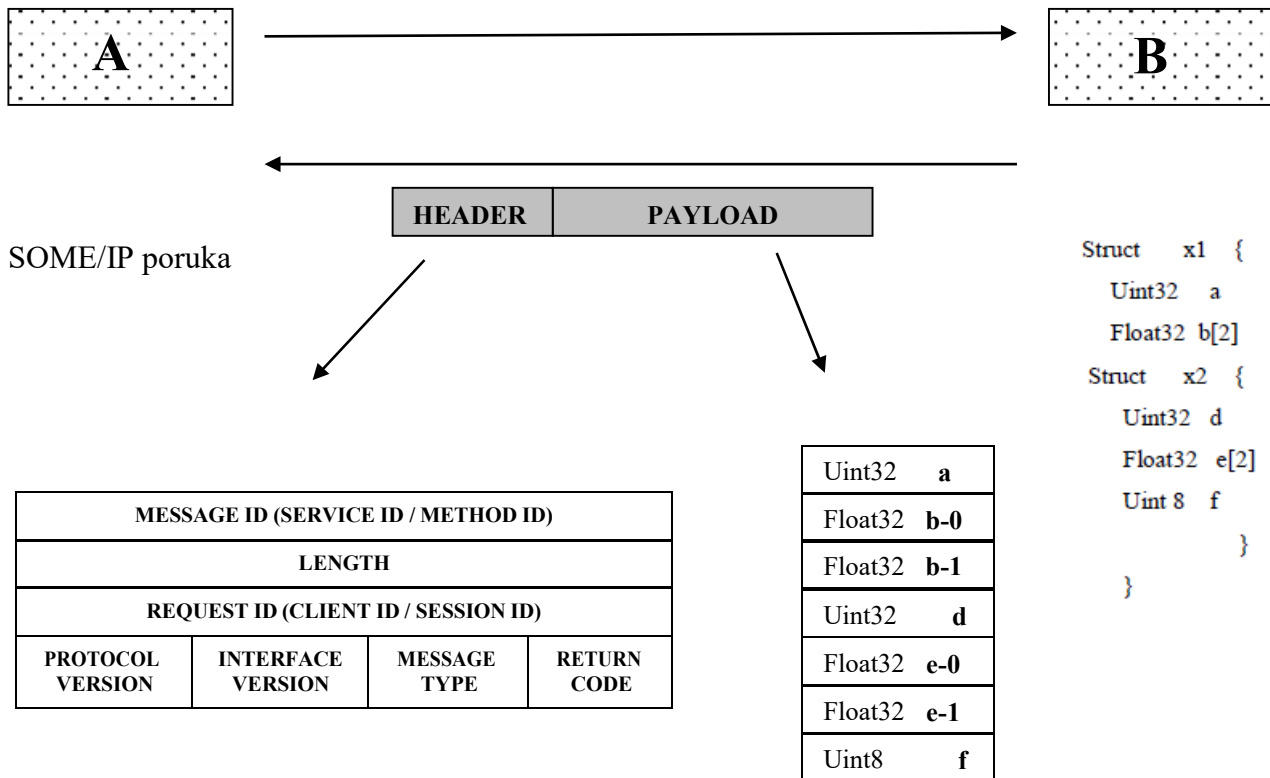 A
B
HEADER PAYLOAD
SOME/IP poruka
Struct x1 {
Uint32 a
Float32 b[2]
Struct x2 {
Uint32 d
Float32 e[2]
Uint 8 f
}
}
MESSAGE ID (SERVICE ID / METHOD ID)
LENGTH
REQUEST ID (CLIENT ID / SESSION ID)
PROTOCOL VERSION INTERFACE VERSION MESSAGE TYPE RETURN CODE
Uint32 a
Float32 b-0
Float32 b-1
Uint32 d
Float32 e-0
Float32 e-1
Uint8 f